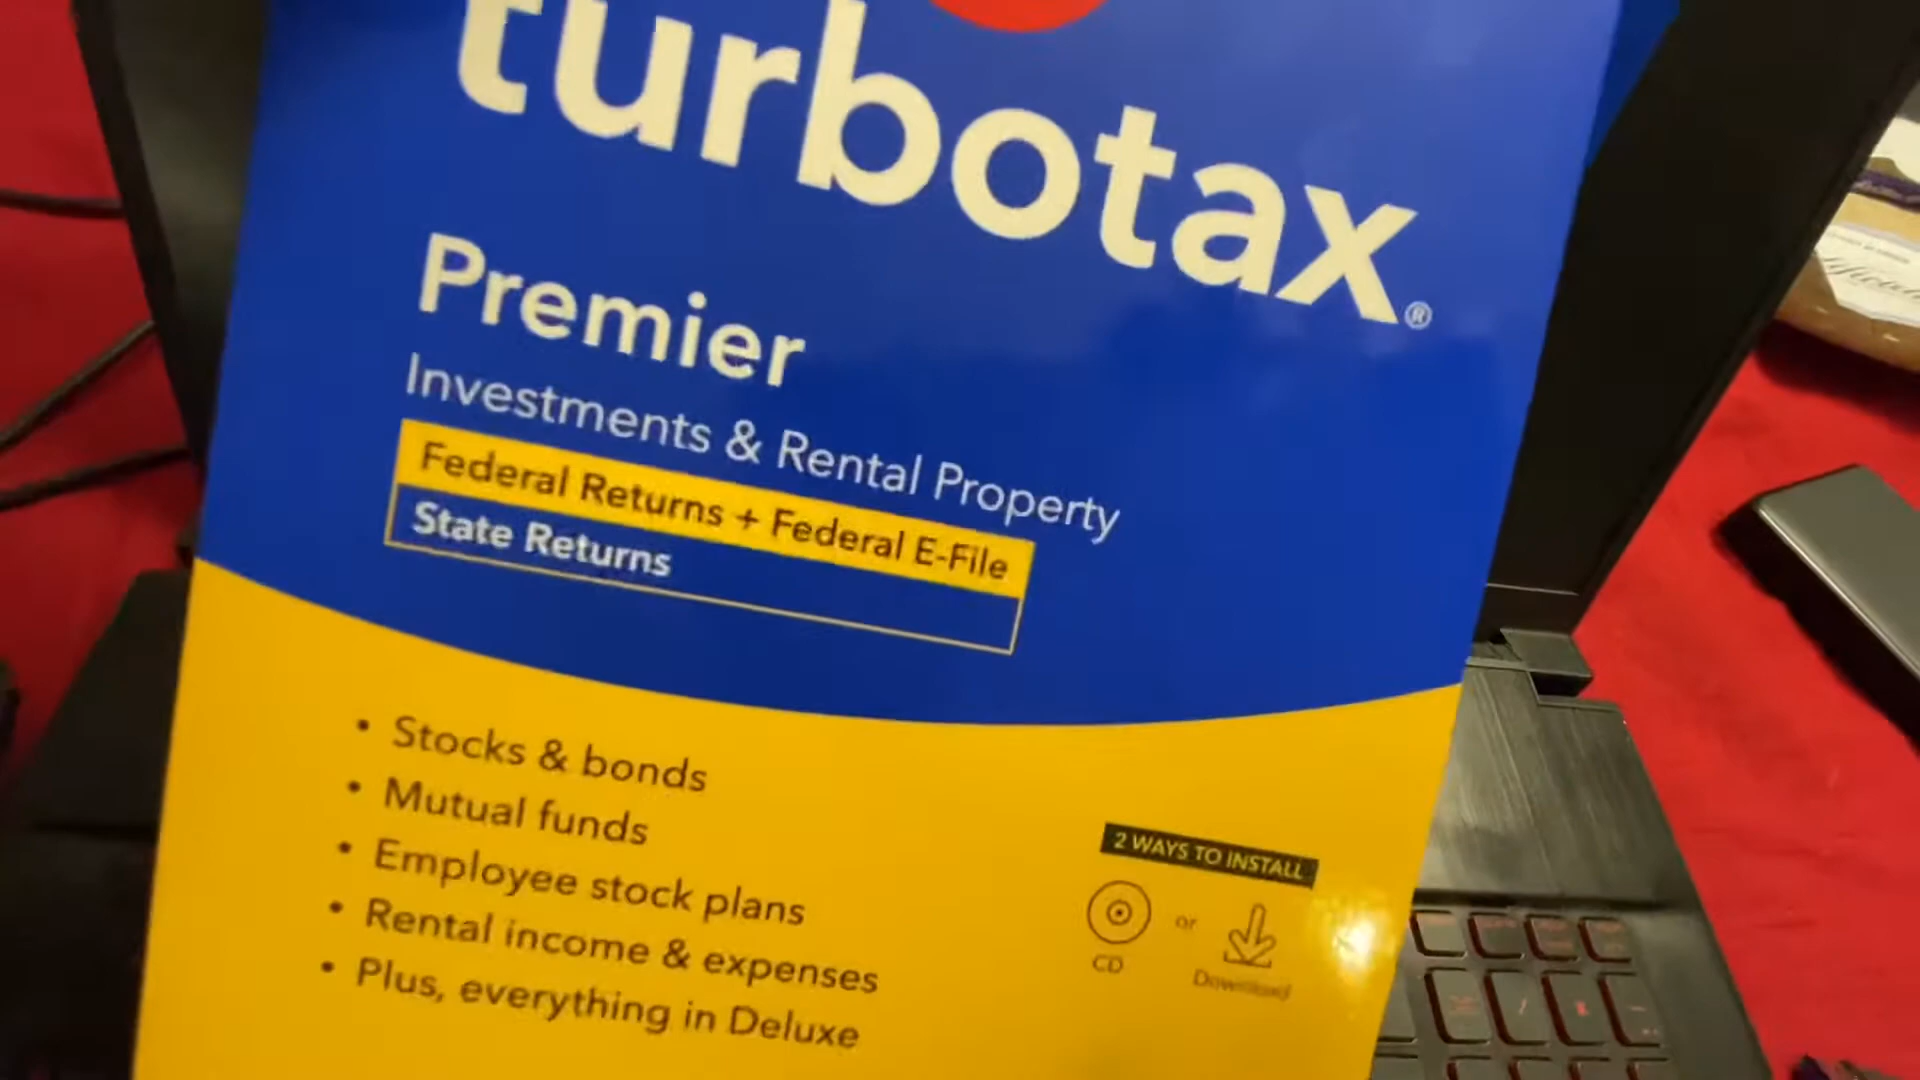 turbotax®
Premier
Investments & Rental Property
Federal Returns + Federal E-File
State Returns
• Stocks & bonds
• Mutual funds
• Employee stock plans
• Rental income & expenses
• Plus, everything in Deluxe
2 WAYS TO INSTALL
or
CD
Download